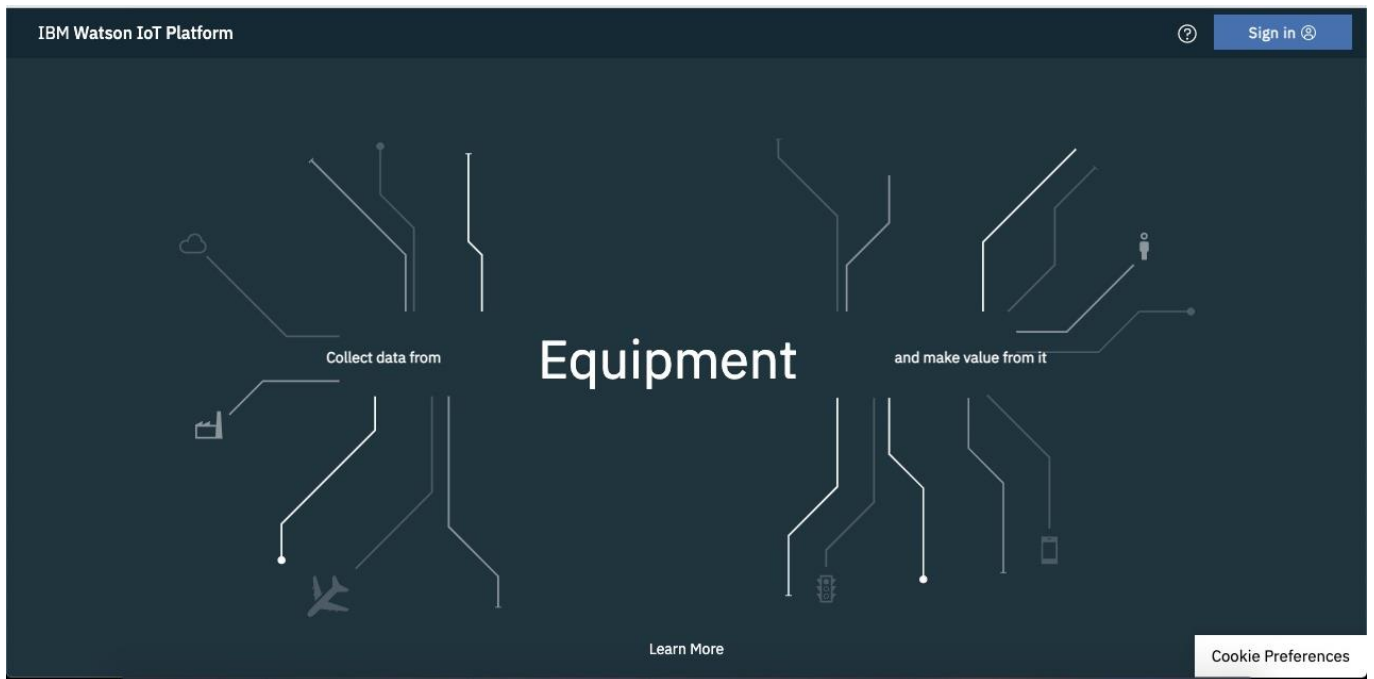 IBM Watson IoT Platform
Sign in
Collect data from Equipment and make value from it
Learn More
Cookie Preferences